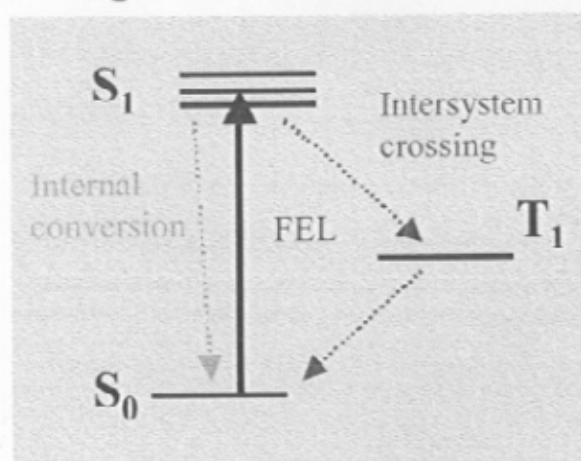 S1
Intersystem
crossing
Internal
conversion
FEL
T1
S0